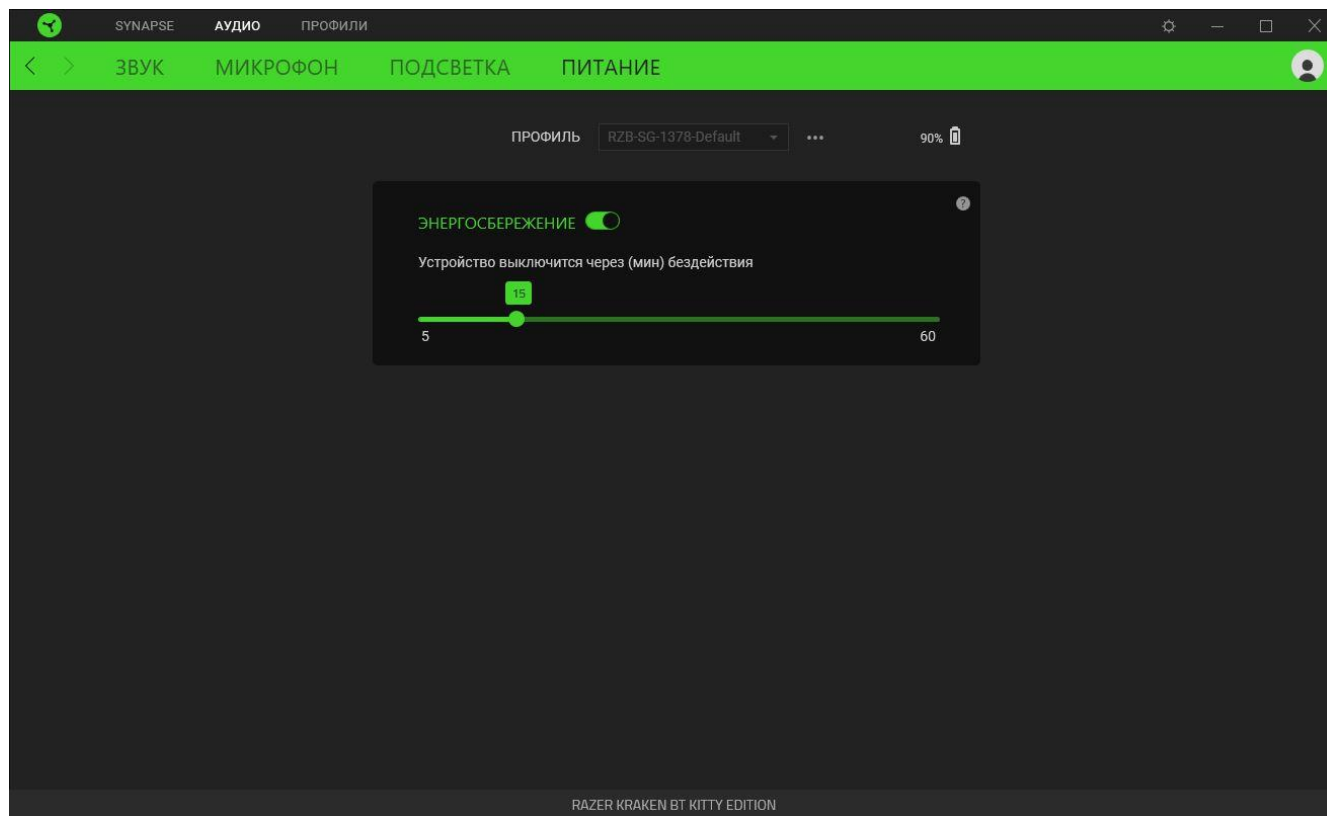 SYNAPSE АУДИО ПРОФИЛИ
ЗВУК МИКРОФОН ПОДСВЕТКА ПИТАНИЕ
ПРОФИЛЬ RZB-SG-1378-Default ••• 90%
ЭНЕРГОСБЕРЕЖЕНИЕ ?
Устройство выключится через (мин) бездействия
15
5 60
RAZER KRAKEN BT KITTY EDITION